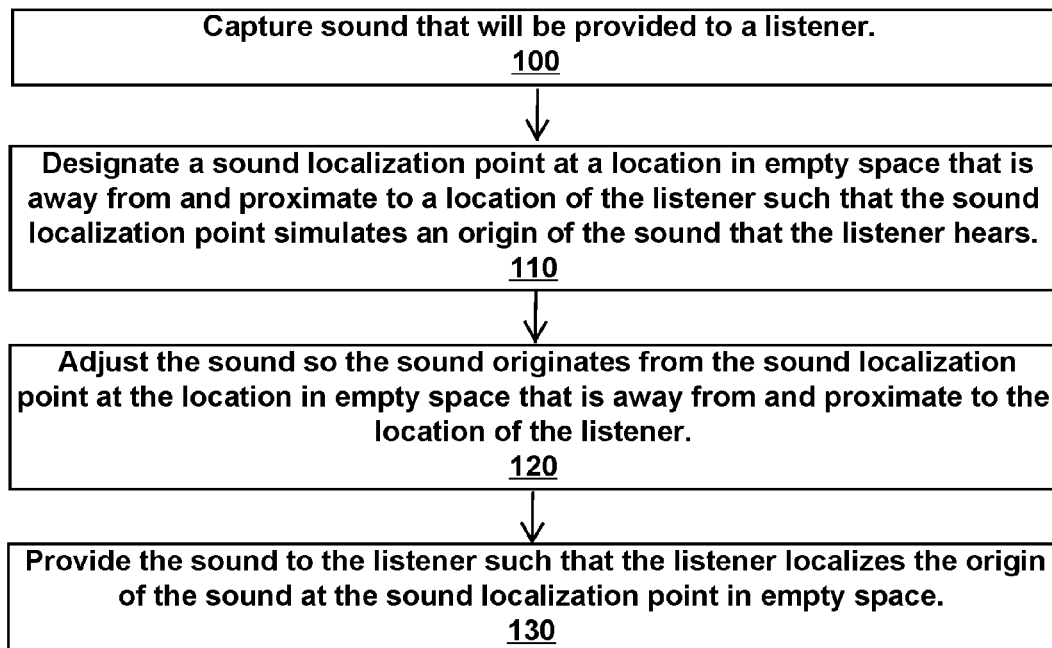 Capture sound that will be provided to a listener.
100
Designate a sound localization point at a location in empty space that is
away from and proximate to a location of the listener such that the sound
localization point simulates an origin of the sound that the listener hears.
110
Adjust the sound so the sound originates from the sound localization
point at the location in empty space that is away from and proximate to the
location of the listener.
120
Provide the sound to the listener such that the listener localizes the origin
of the sound at the sound localization point in empty space.
130